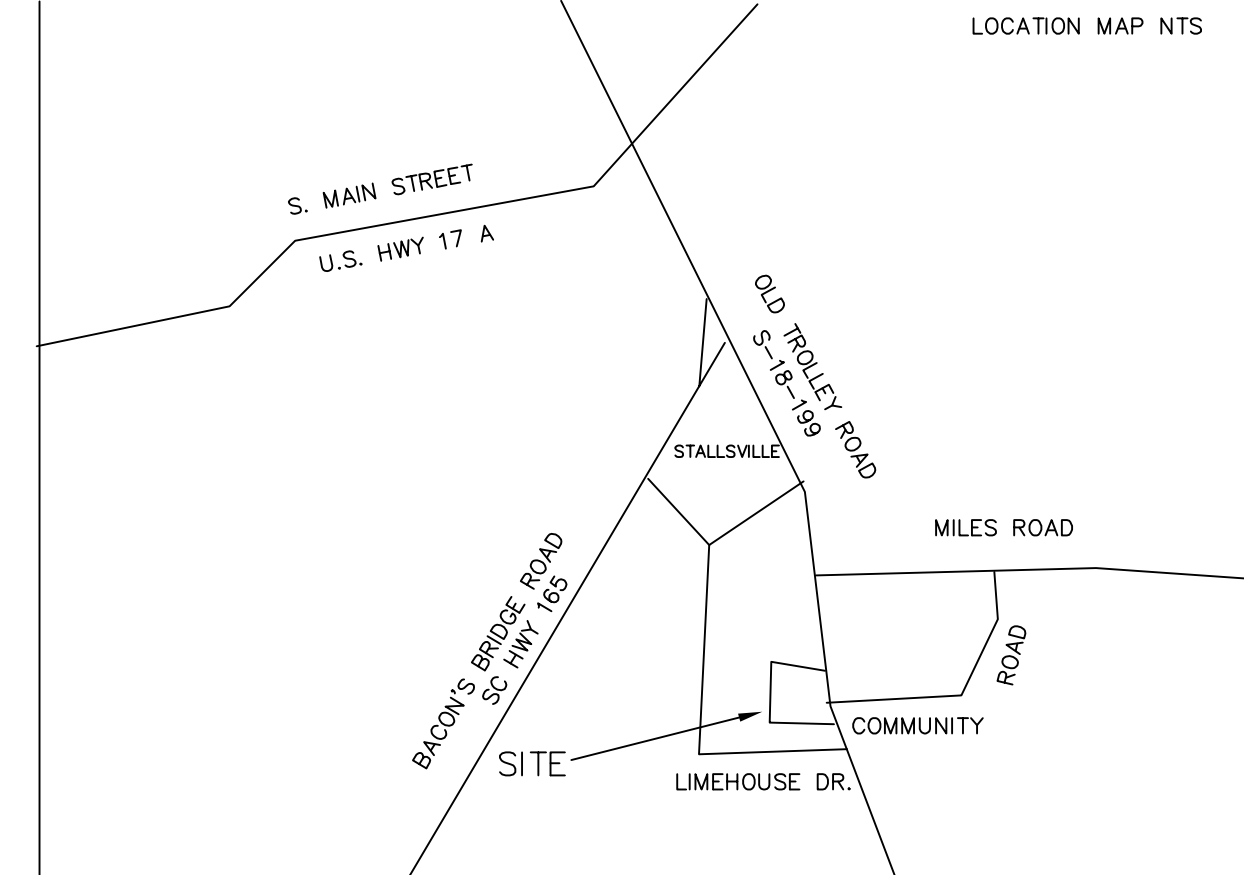 LOCATION MAP NTS
S. MAIN STREET
U.S. HWY 17 A
OLD TROLLEY ROAD
S-18-199
STALLSVILLE
MILES ROAD
BACON'S BRIDGE ROAD
SC HWY 165
ROAD
COMMUNITY
SITE
LIMEHOUSE DR.